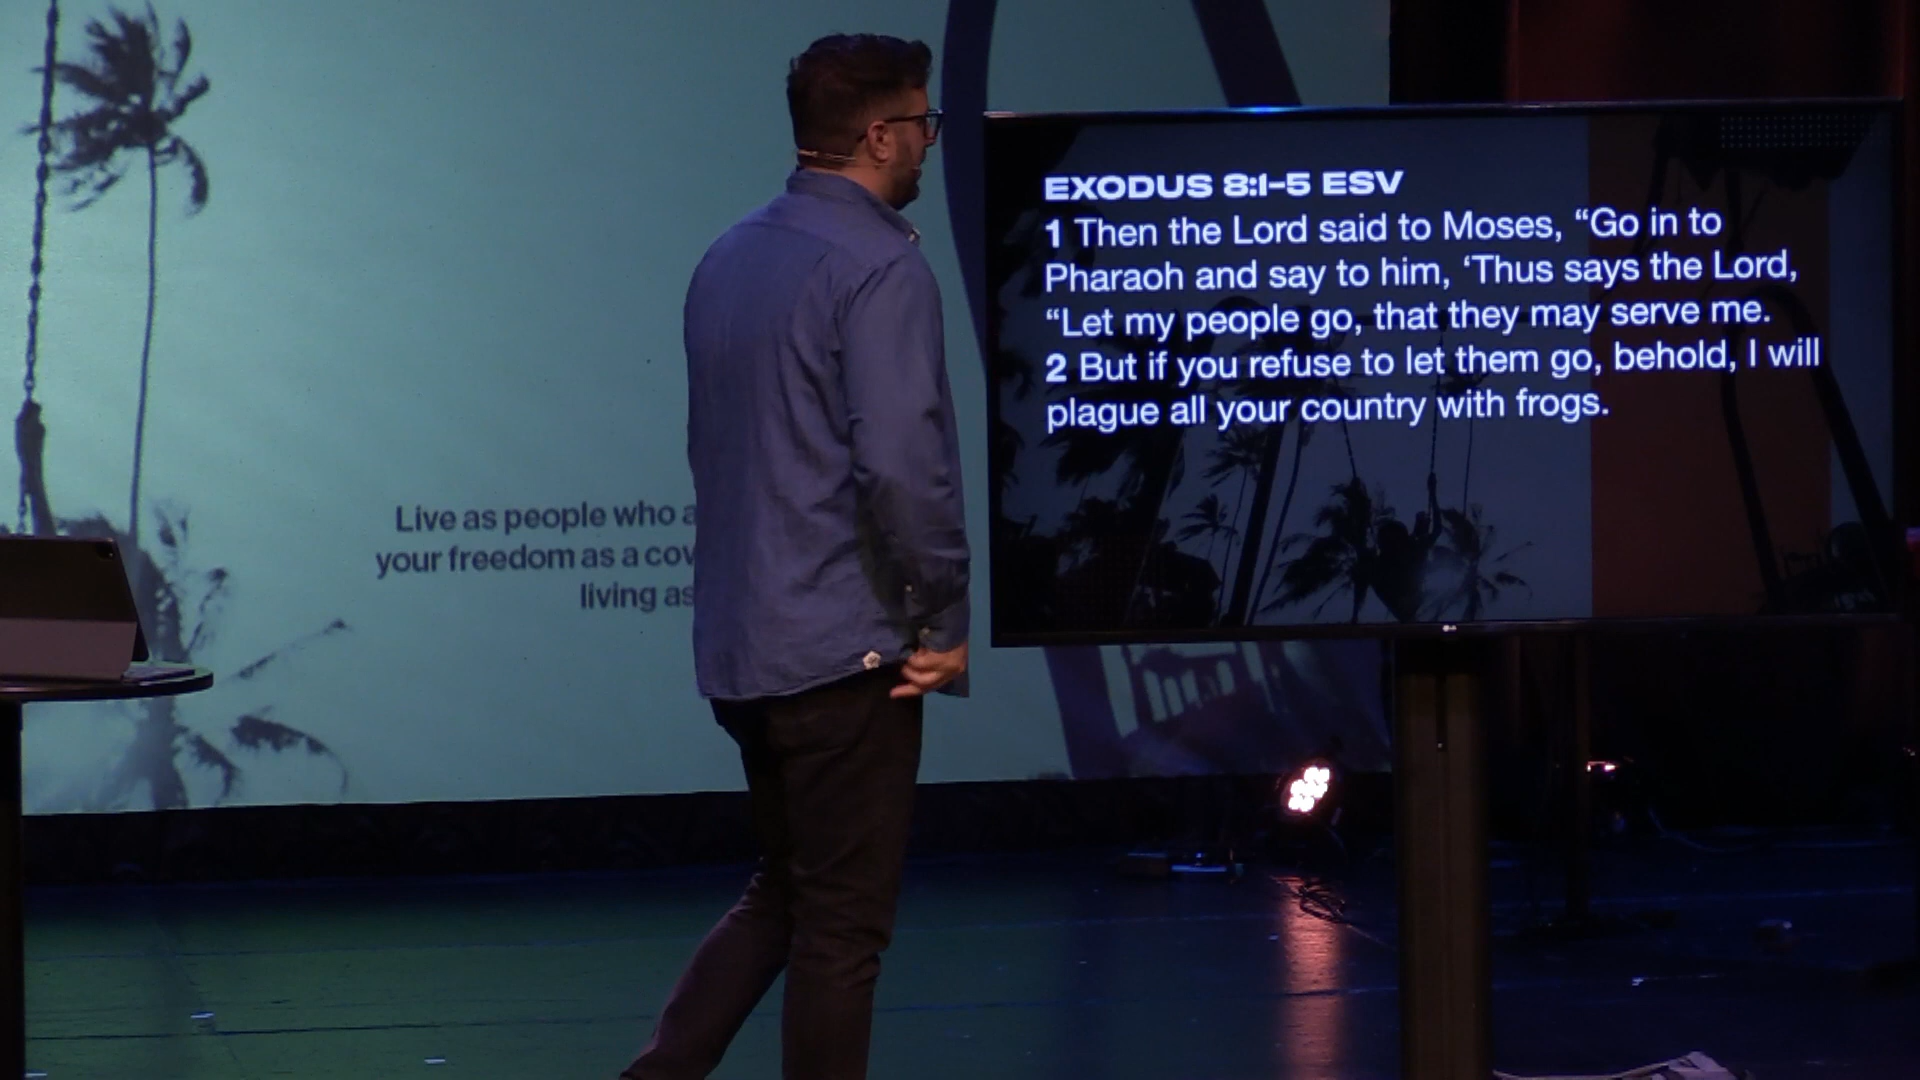 EXODUS 8:1-5 ESV
1 Then the Lord said to Moses, “Go in to
Pharaoh and say to him, ‘Thus says the Lord,
“Let my people go, that they may serve me.
2 But if you refuse to let them go, behold, I will
plague all your country with frogs.
Live as people who
your freedom as a
living as
LG